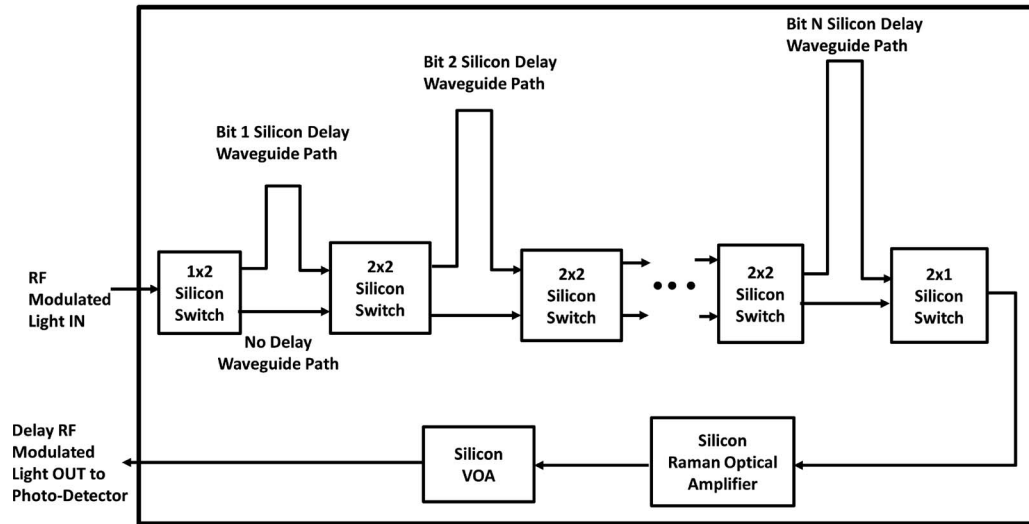 Bit N Silicon Delay
Waveguide Path
Bit 2 Silicon Delay
Waveguide Path
Bit 1 Silicon Delay
Waveguide Path
RF
Modulated
Light IN
1x2
Silicon
Switch
2x2
Silicon
Switch
2x2
Silicon
Switch
2x2
Silicon
Switch
2x1
Silicon
Switch
No Delay
Waveguide Path
Delay RF
Modulated
Light OUT to
Photo-Detector
Silicon
VOA
Silicon
Raman Optical
Amplifier